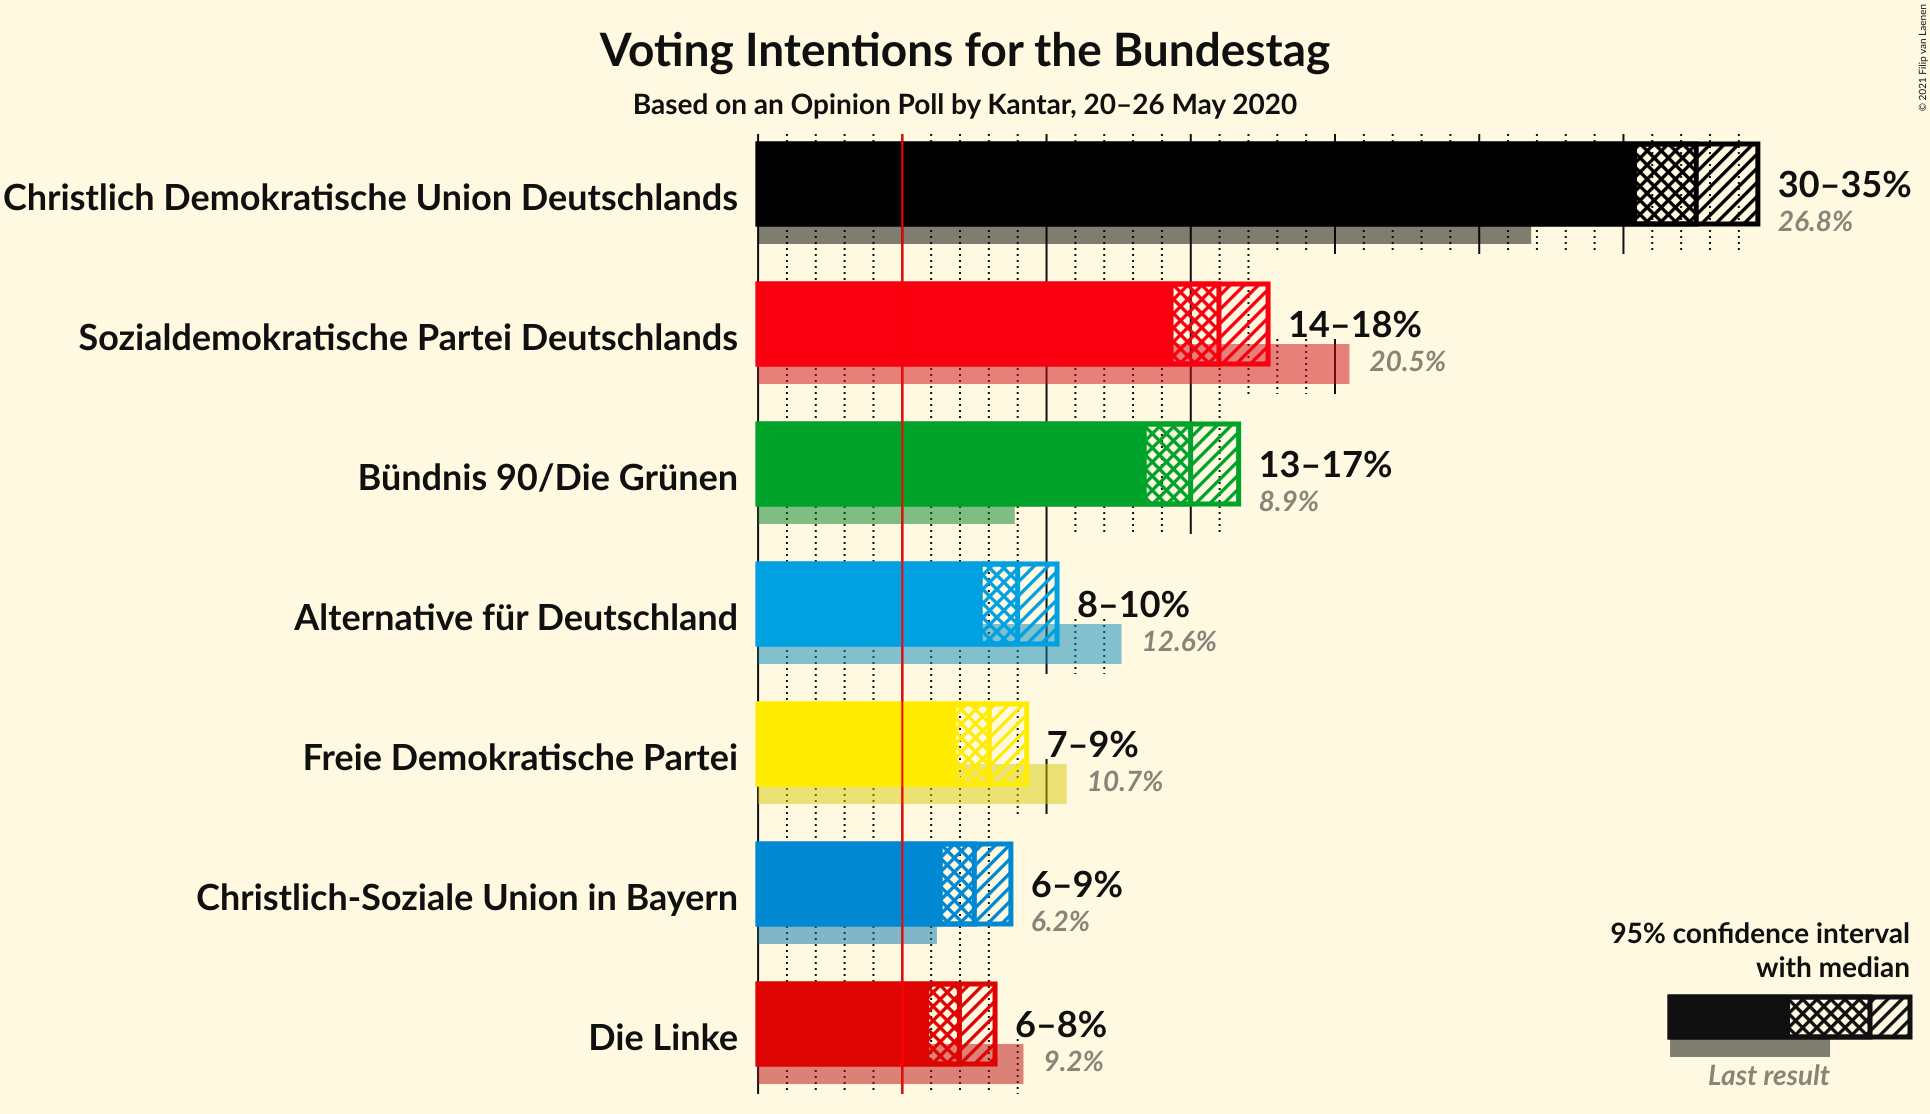 Voting Intentions for the Bundestag
Based on an Opinion Poll by Kantar, 20–26 May 2020
© 2021 Filip van Laenen
Christlich Demokratische Union Deutschlands
30–35%
26.8%
Sozialdemokratische Partei Deutschlands
14–18%
20.5%
Bündnis 90/Die Grünen
13–17%
8.9%
Alternative für Deutschland
8–10%
12.6%
Freie Demokratische Partei
7–9%
10.7%
Christlich-Soziale Union in Bayern
6–9%
6.2%
Die Linke
6–8%
9.2%
95% confidence interval
with median
Last result